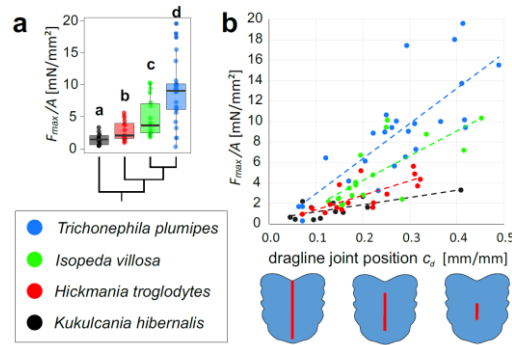 a
d
c
b
a
F_max/A [mN/mm²]
20
15
10
5
0
Trichonephila plumipes
Isopeda villosa
Hickmania troglodytes
Kukulcania hibernalis
b
F_max/A [mN/mm²]
20
18
16
14
12
10
8
6
4
2
0
0.0 0.1 0.2 0.3 0.4 0.5
dragline joint position c_d [mm/mm]